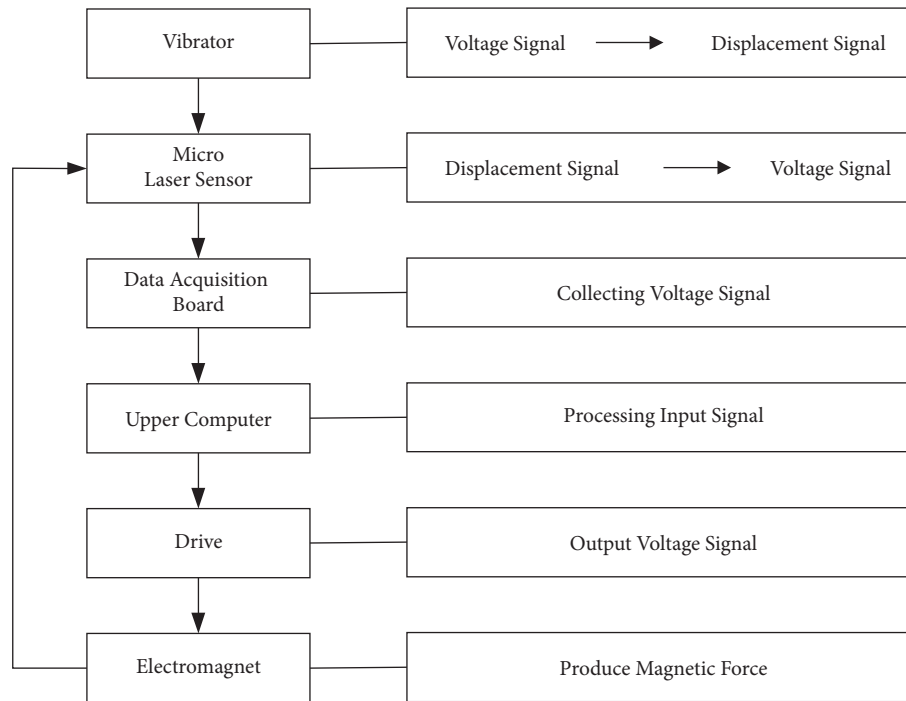 Vibrator
Voltage Signal
Displacement Signal
Micro
Laser Sensor
Displacement Signal
Voltage Signal
Data Acquisition
Board
Collecting Voltage Signal
Upper Computer
Processing Input Signal
Drive
Output Voltage Signal
Electromagnet
Produce Magnetic Force